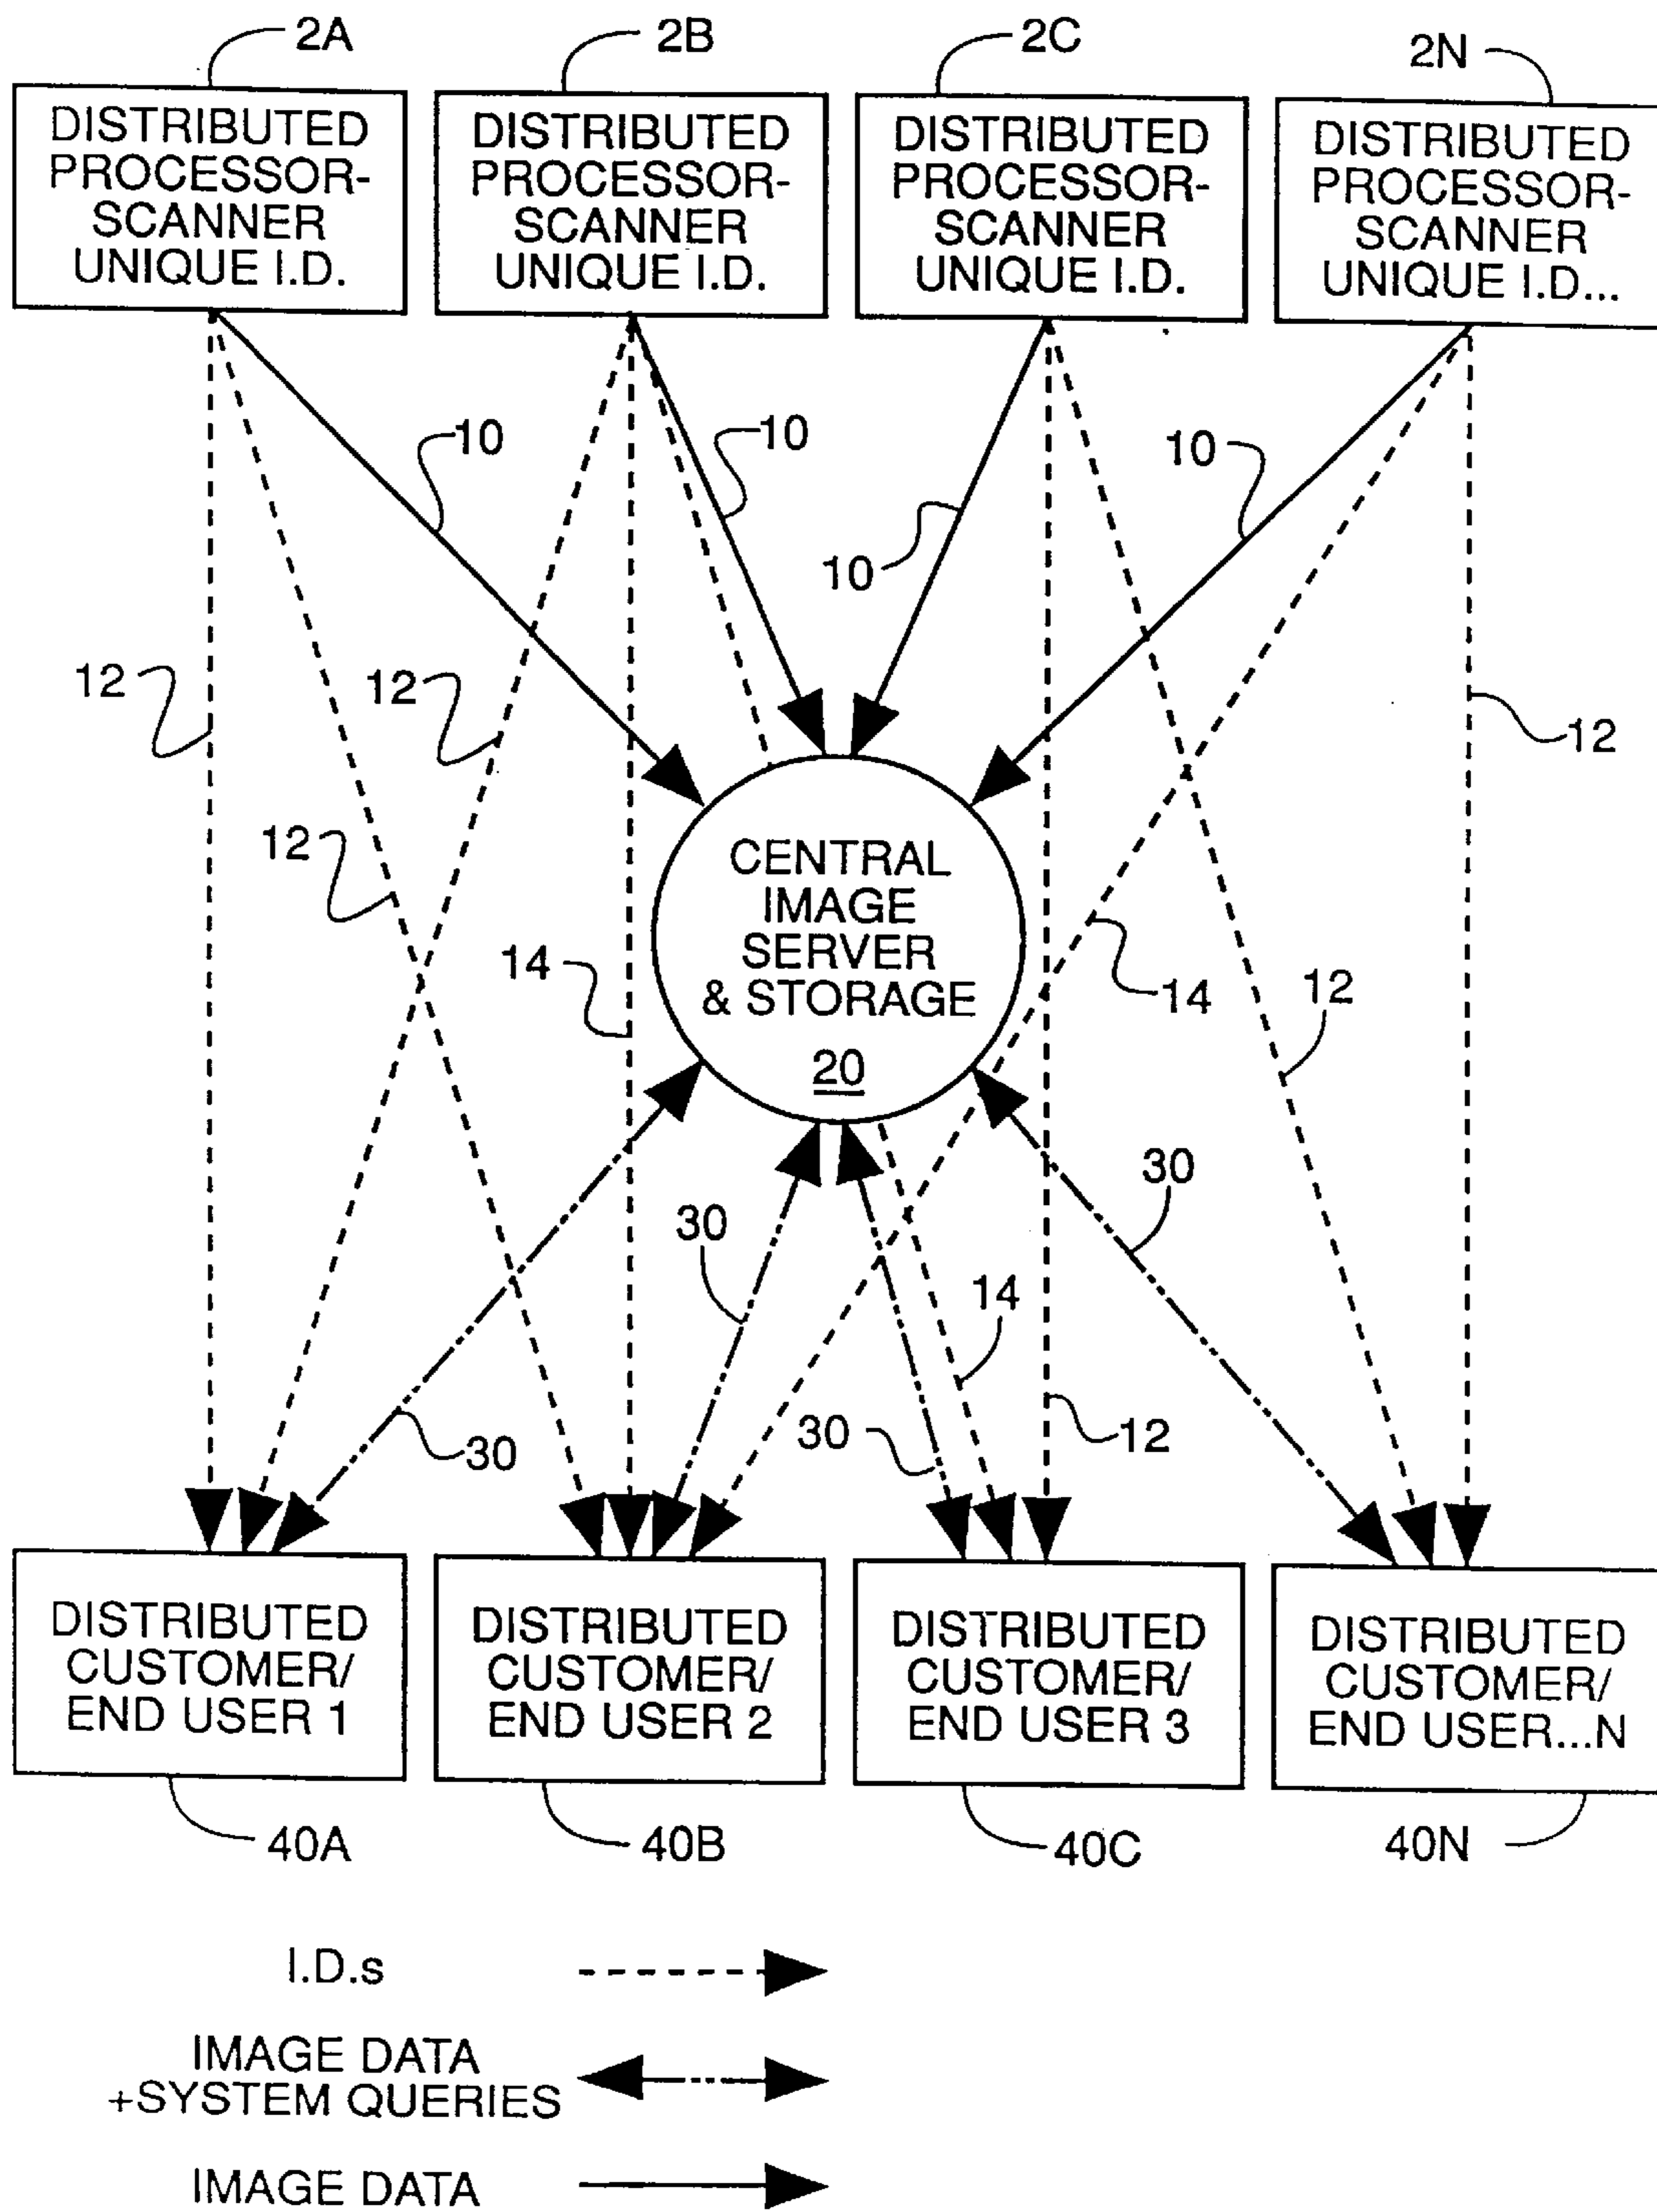 2A
2B
2C
2N
DISTRIBUTED
PROCESSOR-
SCANNER
UNIQUE I.D.
DISTRIBUTED
PROCESSOR-
SCANNER
UNIQUE I.D.
DISTRIBUTED
PROCESSOR-
SCANNER
UNIQUE I.D.
DISTRIBUTED
PROCESSOR-
SCANNER
UNIQUE I.D...
10
10
10
10
12
12
12
12
CENTRAL
IMAGE
SERVER
& STORAGE
20
14
14
12
30
30
14
30
30
12
DISTRIBUTED
CUSTOMER/
END USER 1
DISTRIBUTED
CUSTOMER/
END USER 2
DISTRIBUTED
CUSTOMER/
END USER 3
DISTRIBUTED
CUSTOMER/
END USER...N
40A
40B
40C
40N
I.D.s
IMAGE DATA
+SYSTEM QUERIES
IMAGE DATA